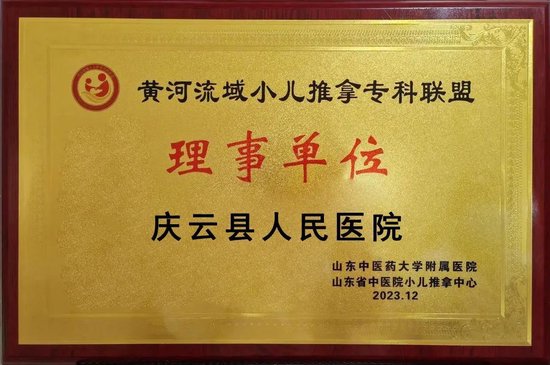 黄河流域小儿推拿专科联盟
理事单位
庆云县人民医院
山东中医药大学附属医院
山东省中医院小儿推拿中心
2023.12